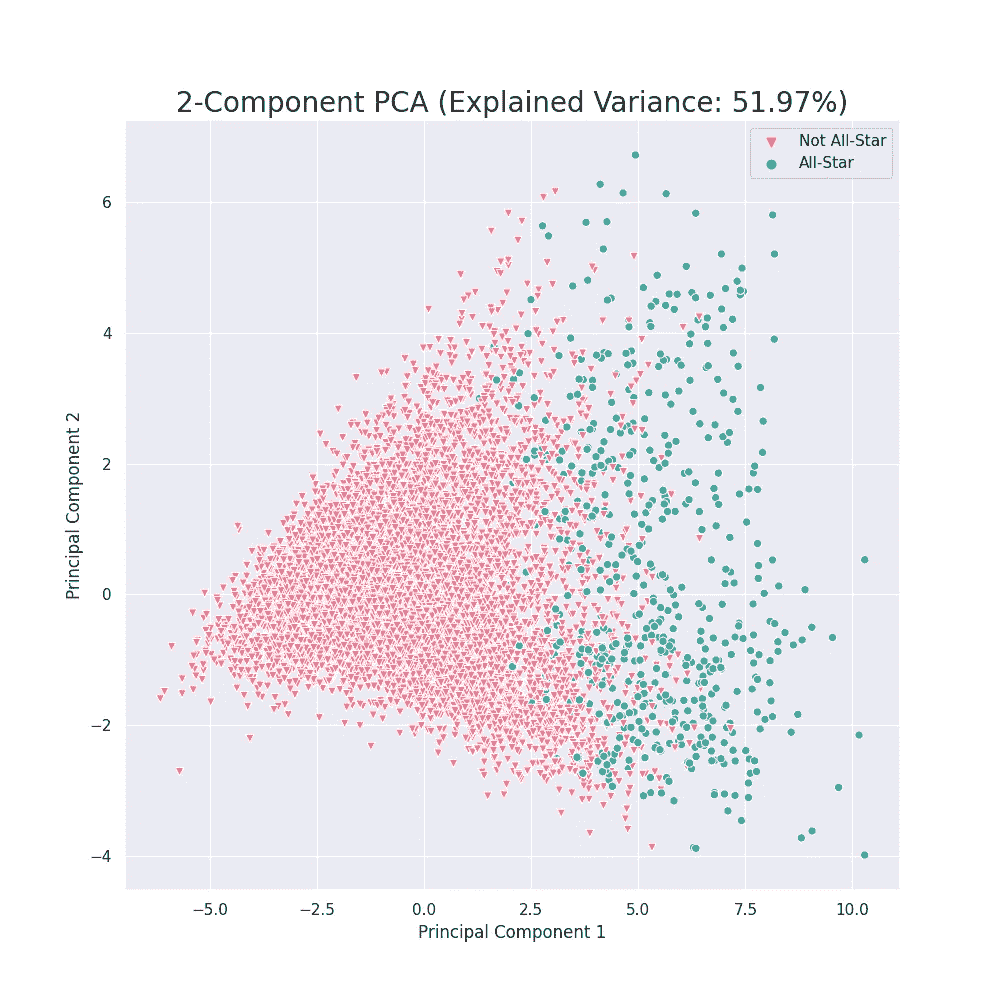 2-Component PCA (Explained Variance: 51.97%)
Not All-Star
All-Star
6
4
2
0
−2
−4
Principal Component 2
−5.0 −2.5 0.0 2.5 5.0 7.5 10.0
Principal Component 1